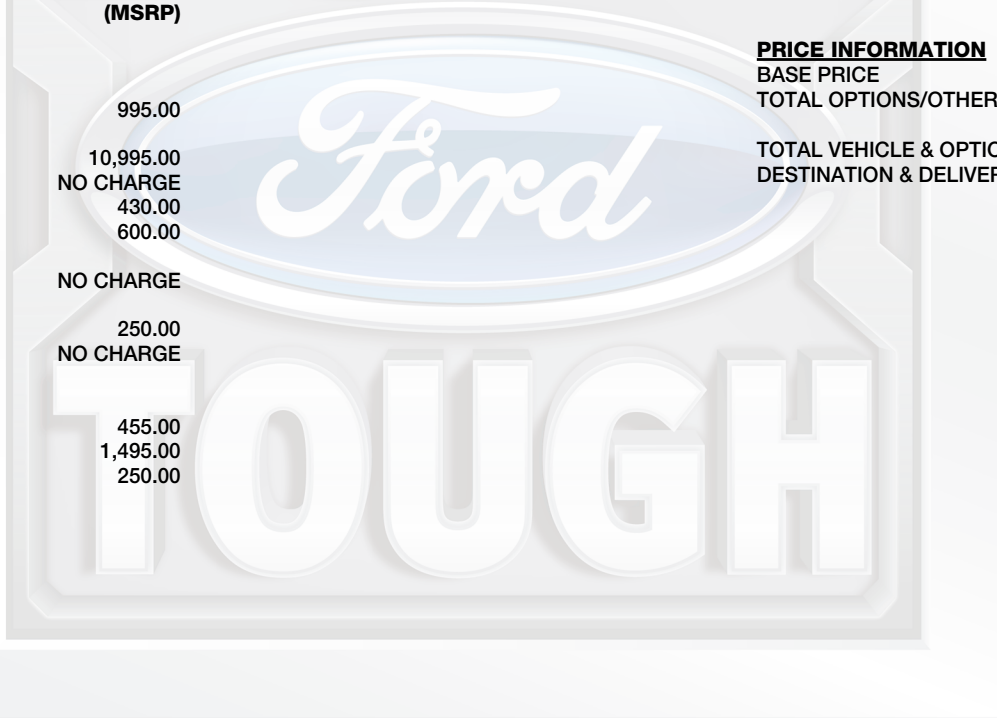 (MSRP)
995.00
10,995.00
NO CHARGE
430.00
600.00
NO CHARGE
250.00
NO CHARGE
455.00
1,495.00
250.00
PRICE INFORMATION
BASE PRICE
TOTAL OPTIONS/OTHER
TOTAL VEHICLE & OPTIO
DESTINATION & DELIVER
Ford
TOUGH